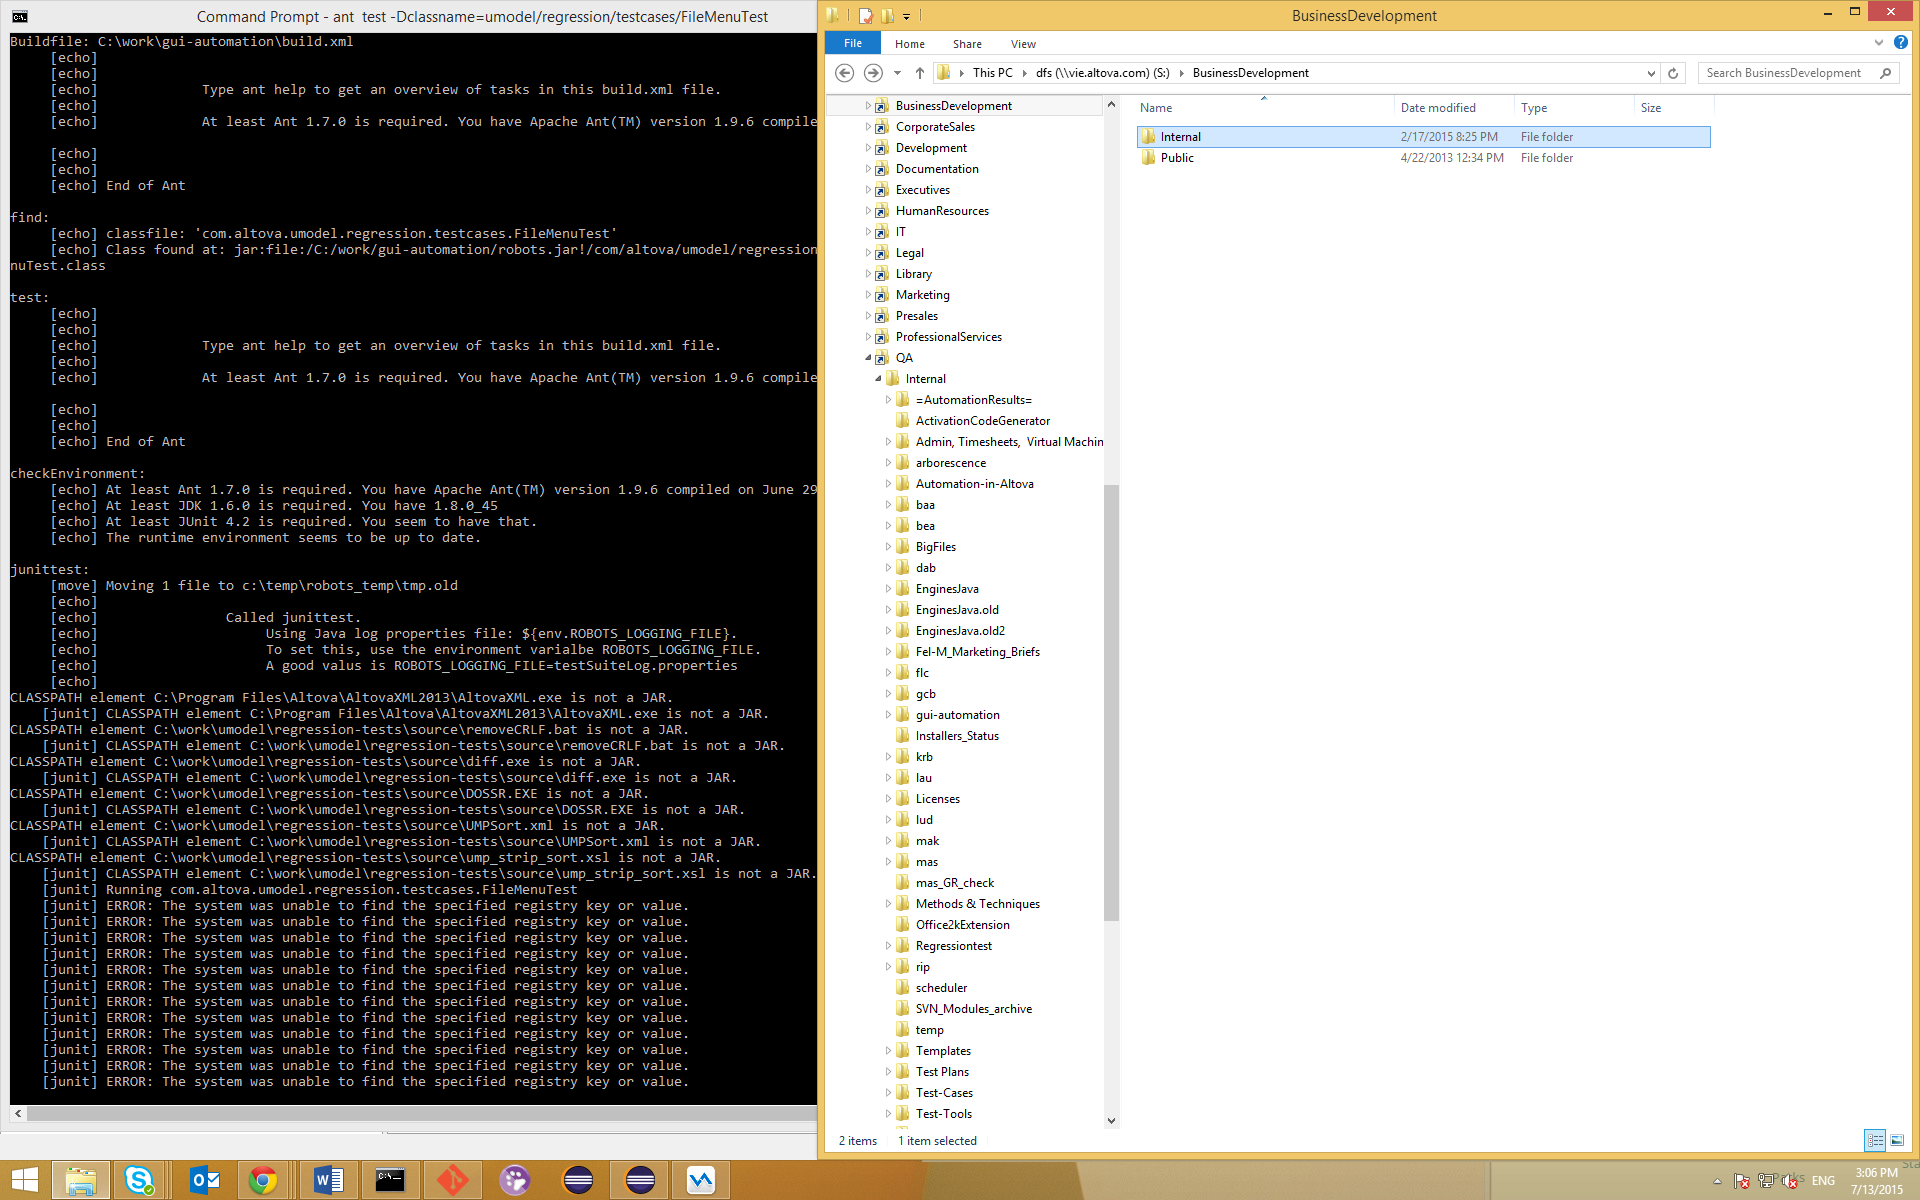 Command Prompt - ant  test -Dclassname=umodel/regression/testcases/FileMenuTest
Buildfile: C:\work\gui-automation\build.xml
[echo]
[echo]
[echo]             Type ant help to get an overview of tasks in this build.xml file.
[echo]
[echo]             At least Ant 1.7.0 is required. You have Apache Ant(TM) version 1.9.6 compile
[echo]
[echo]
[echo] End of Ant
find:
[echo] classfile: 'com.altova.umodel.regression.testcases.FileMenuTest'
[echo] Class found at: jar:file:/C:/work/gui-automation/robots.jar!/com/altova/umodel/regression
nuTest.class
test:
[echo]
[echo]
[echo]             Type ant help to get an overview of tasks in this build.xml file.
[echo]
[echo]             At least Ant 1.7.0 is required. You have Apache Ant(TM) version 1.9.6 compile
[echo]
[echo]
[echo] End of Ant
checkEnvironment:
[echo] At least Ant 1.7.0 is required. You have Apache Ant(TM) version 1.9.6 compiled on June 29
[echo] At least JDK 1.6.0 is required. You have 1.8.0_45
[echo] At least JUnit 4.2 is required. You seem to have that.
[echo] The runtime environment seems to be up to date.
junittest:
[move] Moving 1 file to c:\temp\robots_temp\tmp.old
[echo]
[echo]                Called junittest.
[echo]                     Using Java log properties file: ${env.ROBOTS_LOGGING_FILE}.
[echo]                     To set this, use the environment varialbe ROBOTS_LOGGING_FILE.
[echo]                     A good valus is ROBOTS_LOGGING_FILE=testSuiteLog.properties
[echo]
CLASSPATH element C:\Program Files\Altova\AltovaXML2013\AltovaXML.exe is not a JAR.
[junit] CLASSPATH element C:\Program Files\Altova\AltovaXML2013\AltovaXML.exe is not a JAR.
CLASSPATH element C:\work\umodel\regression-tests\source\removeCRLF.bat is not a JAR.
[junit] CLASSPATH element C:\work\umodel\regression-tests\source\removeCRLF.bat is not a JAR.
CLASSPATH element C:\work\umodel\regression-tests\source\diff.exe is not a JAR.
[junit] CLASSPATH element C:\work\umodel\regression-tests\source\diff.exe is not a JAR.
CLASSPATH element C:\work\umodel\regression-tests\source\DOSSR.EXE is not a JAR.
[junit] CLASSPATH element C:\work\umodel\regression-tests\source\DOSSR.EXE is not a JAR.
CLASSPATH element C:\work\umodel\regression-tests\source\UMPSort.xml is not a JAR.
[junit] CLASSPATH element C:\work\umodel\regression-tests\source\UMPSort.xml is not a JAR.
CLASSPATH element C:\work\umodel\regression-tests\source\ump_strip_sort.xsl is not a JAR.
[junit] CLASSPATH element C:\work\umodel\regression-tests\source\ump_strip_sort.xsl is not a JAR.
[junit] Running com.altova.umodel.regression.testcases.FileMenuTest
[junit] ERROR: The system was unable to find the specified registry key or value.
[junit] ERROR: The system was unable to find the specified registry key or value.
[junit] ERROR: The system was unable to find the specified registry key or value.
[junit] ERROR: The system was unable to find the specified registry key or value.
[junit] ERROR: The system was unable to find the specified registry key or value.
[junit] ERROR: The system was unable to find the specified registry key or value.
[junit] ERROR: The system was unable to find the specified registry key or value.
[junit] ERROR: The system was unable to find the specified registry key or value.
[junit] ERROR: The system was unable to find the specified registry key or value.
[junit] ERROR: The system was unable to find the specified registry key or value.
[junit] ERROR: The system was unable to find the specified registry key or value.
[junit] ERROR: The system was unable to find the specified registry key or value.
BusinessDevelopment
File Home Share View
This PC dfs (\\vie.altova.com) (S:) BusinessDevelopment
Search BusinessDevelopment
BusinessDevelopment
CorporateSales
Development
Documentation
Executives
HumanResources
IT
Legal
Library
Marketing
Presales
ProfessionalServices
QA
Internal
=AutomationResults=
ActivationCodeGenerator
Admin, Timesheets,  Virtual Machin
arborescence
Automation-in-Altova
baa
bea
BigFiles
dab
EnginesJava
EnginesJava.old
EnginesJava.old2
Fel-M_Marketing_Briefs
flc
gcb
gui-automation
Installers_Status
krb
lau
Licenses
lud
mak
mas
mas_GR_check
Methods & Techniques
Office2kExtension
Regressiontest
rip
scheduler
SVN_Modules_archive
temp
Templates
Test Plans
Test-Cases
Test-Tools
Name Date modified Type Size
Internal 2/17/2015 8:25 PM File folder
Public 4/22/2013 12:34 PM File folder
2 items 1 item selected
ENG
3:06 PM
7/13/2015